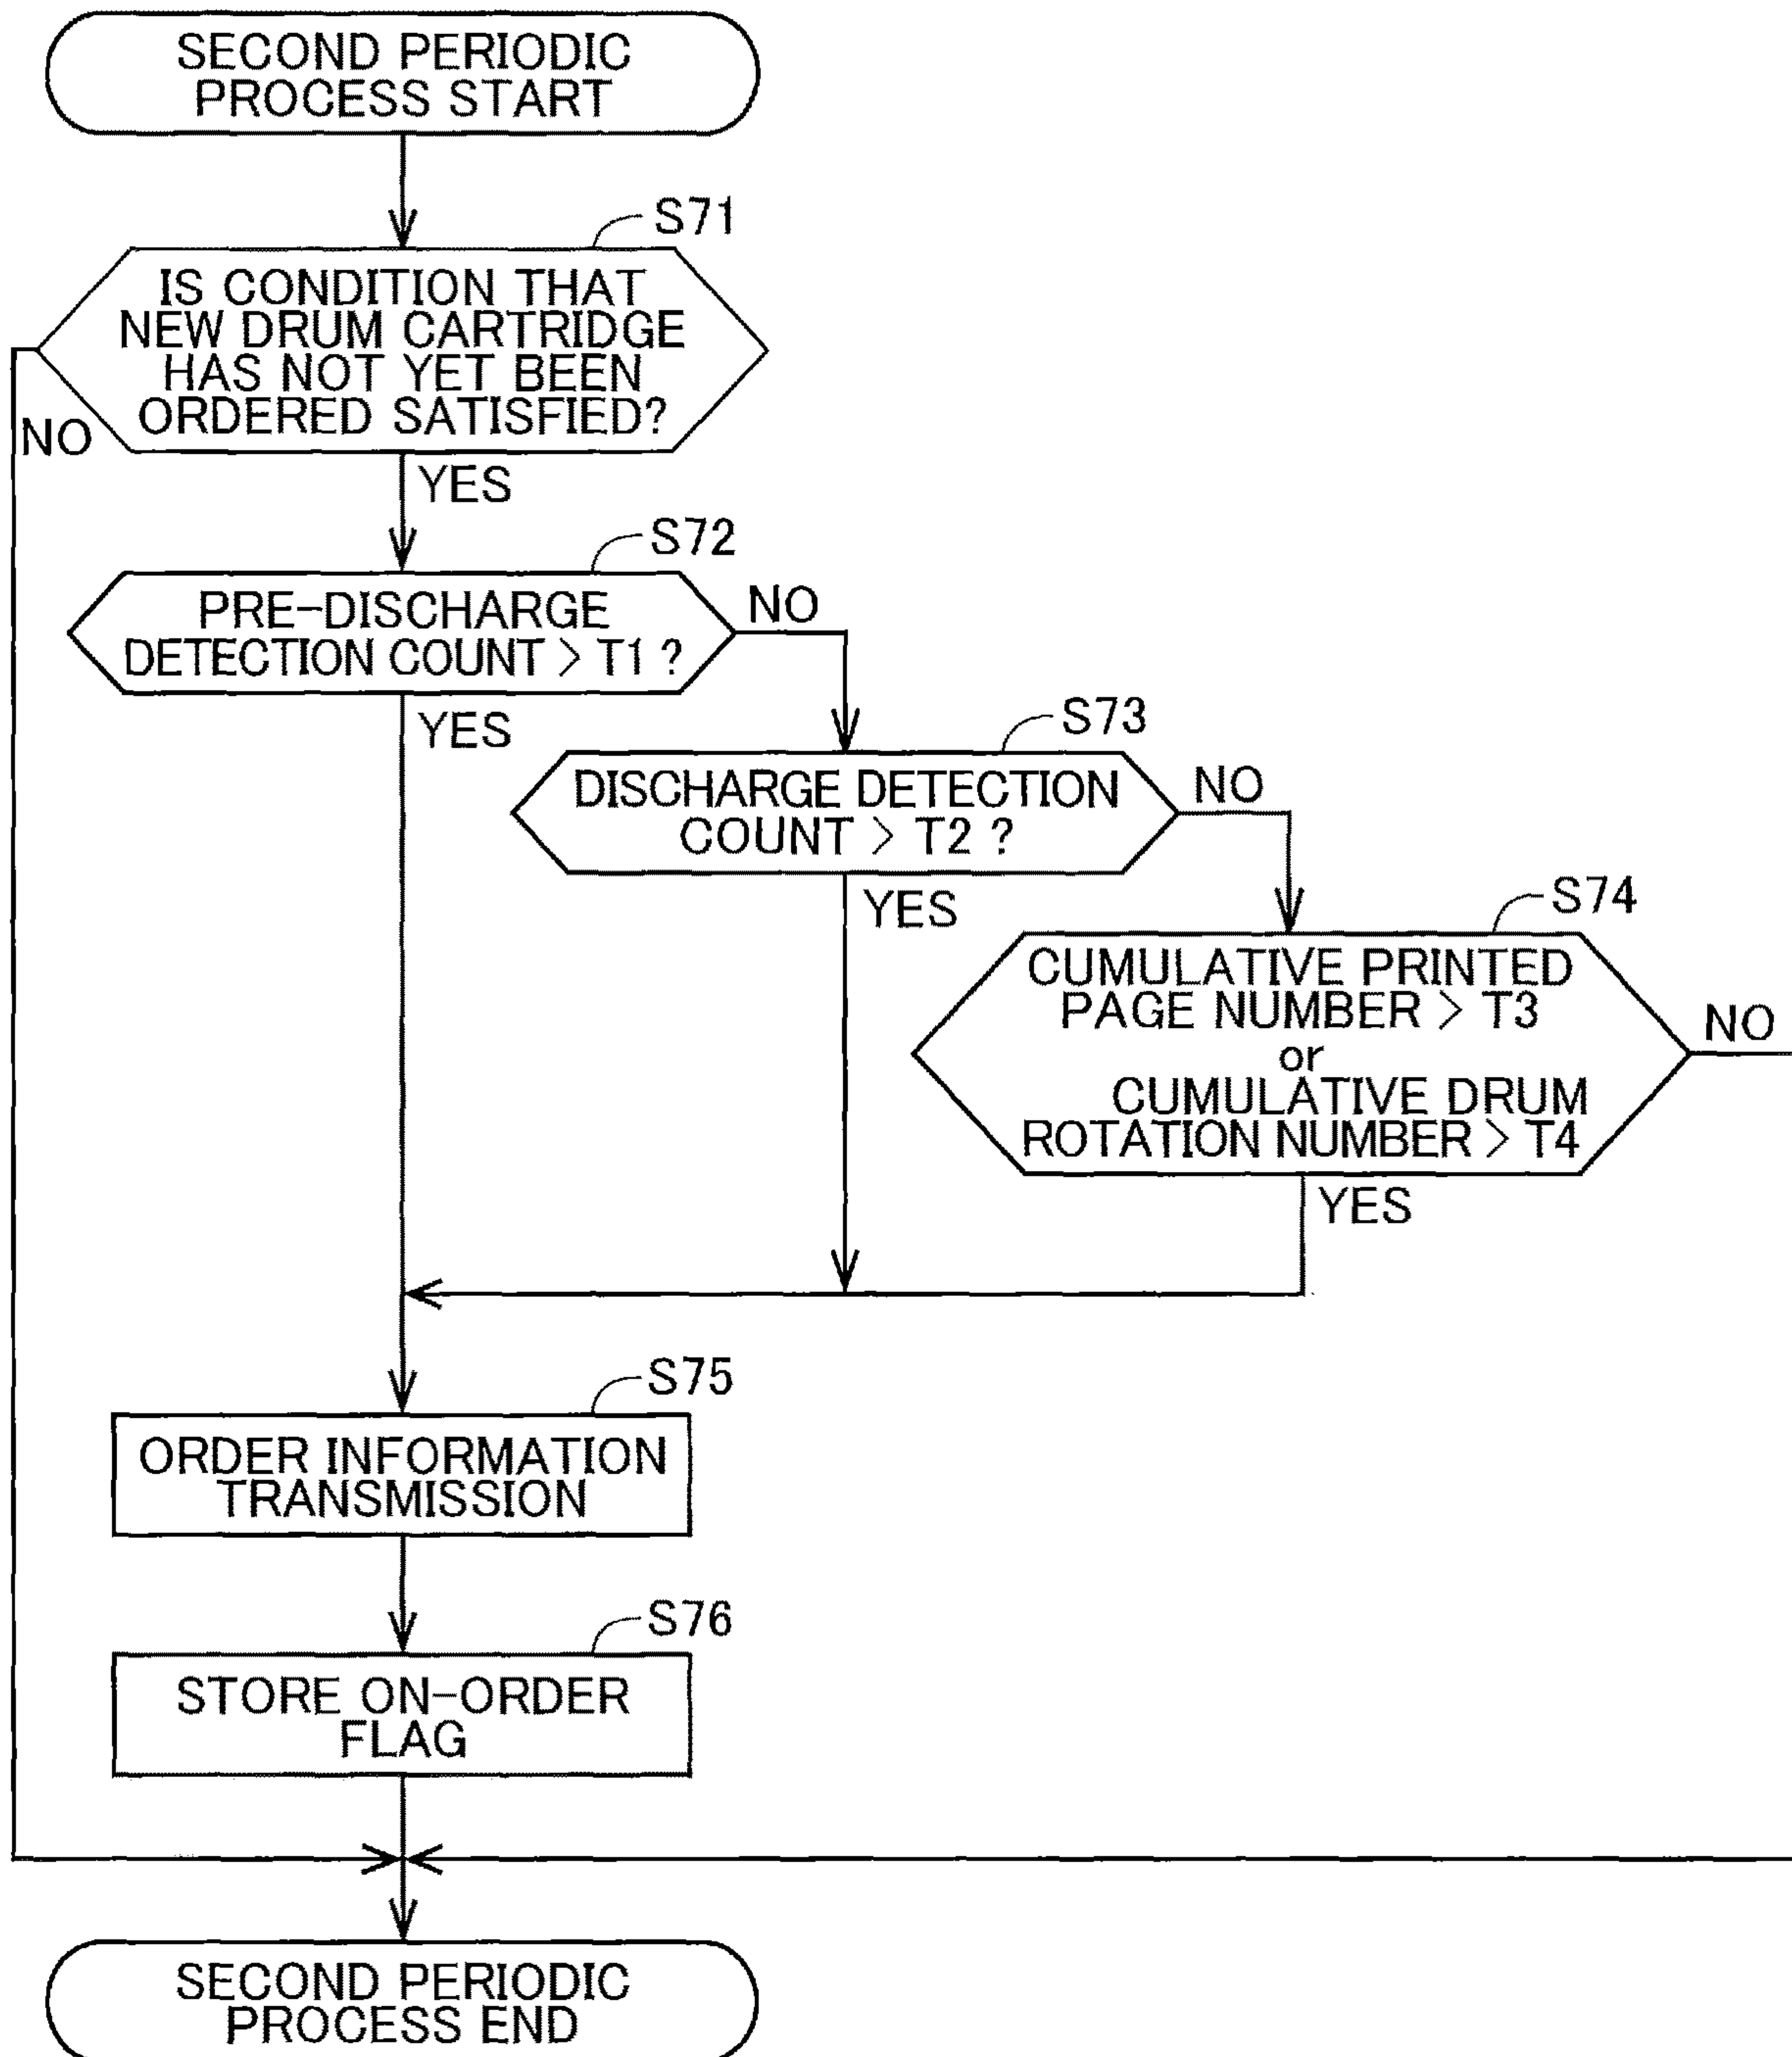 SECOND PERIODIC
PROCESS START
S71
IS CONDITION THAT
NEW DRUM CARTRIDGE
HAS NOT YET BEEN
ORDERED SATISFIED?
NO
YES
S72
PRE-DISCHARGE
DETECTION COUNT > T1 ?
NO
YES
S73
DISCHARGE DETECTION
COUNT > T2 ?
NO
YES
S74
CUMULATIVE PRINTED
PAGE NUMBER > T3
or
CUMULATIVE DRUM
ROTATION NUMBER > T4
NO
YES
S75
ORDER INFORMATION
TRANSMISSION
S76
STORE ON-ORDER
FLAG
SECOND PERIODIC
PROCESS END